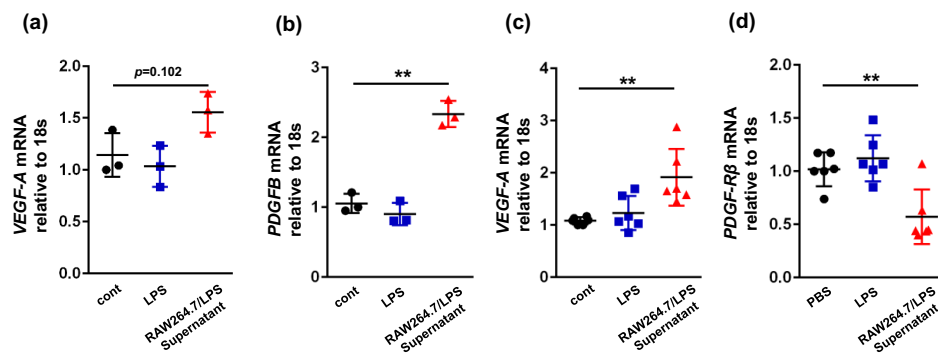 (a)
VEGF-A mRNA
relative to 18s
2.0
1.5
1.0
0.5
0.0
p=0.102
cont
LPS
RAW264.7/LPS
Supernatant
(b)
PDGFB mRNA
relative to 18s
3
2
1
0
**
cont
LPS
RAW264.7/LPS
Supernatant
(c)
VEGF-A mRNA
relative to 18s
4
3
2
1
0
**
cont
LPS
RAW264.7/LPS
Supernatant
(d)
PDGF-Rβ mRNA
relative to 18s
1.5
1.0
0.5
0.0
**
PBS
LPS
RAW264.7/LPS
Supernatant